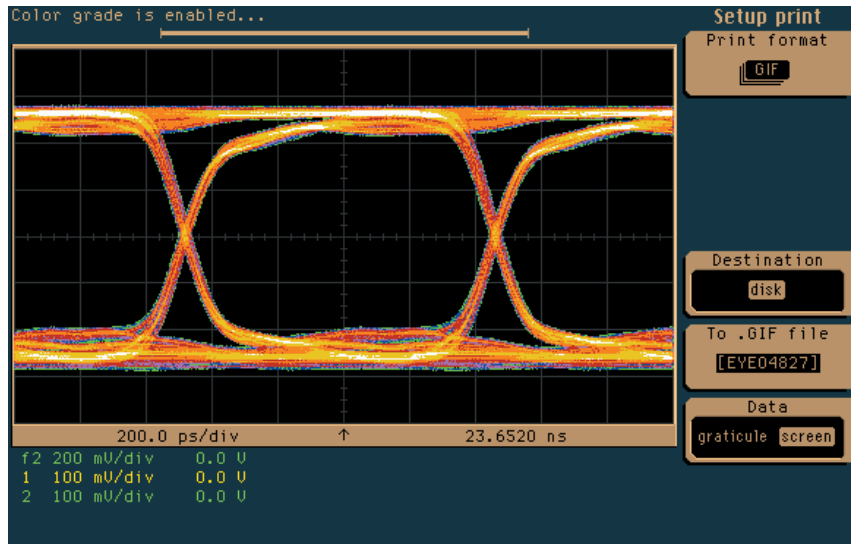 Color grade is enabled...
Setup print
Print format
GIF
Destination
disk
To .GIF file
[EYE04827]
Data
graticule screen
200.0 ps/div ↑ 23.6520 ns
f2 200 mV/div 0.0 V
1 100 mV/div 0.0 V
2 100 mV/div 0.0 V